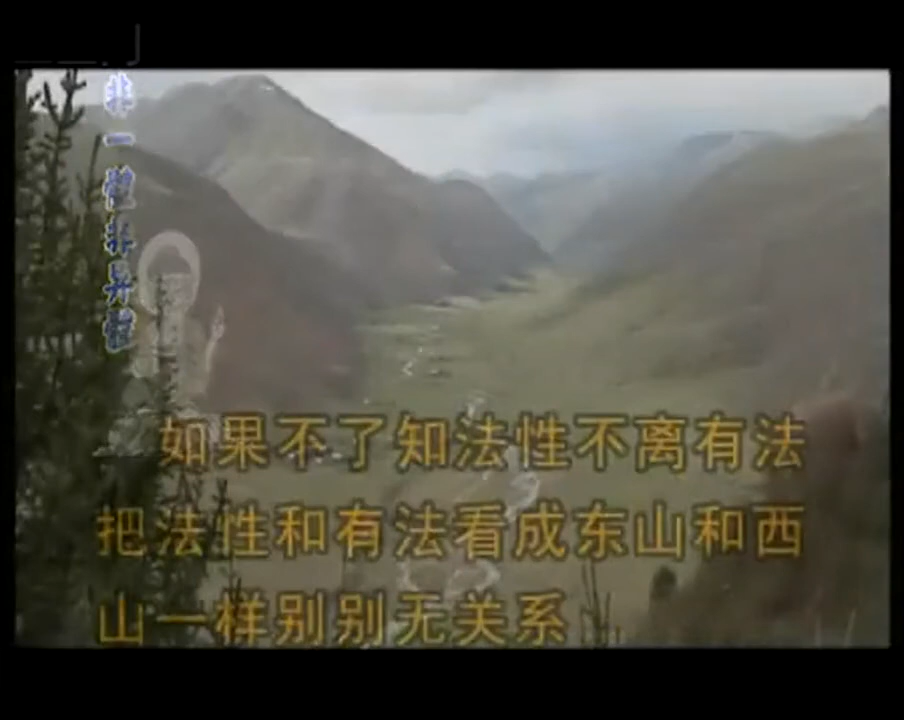 非一體非异體
如果不了知法性不离有法
把法性和有法看成东山和西
山一样别别无关系